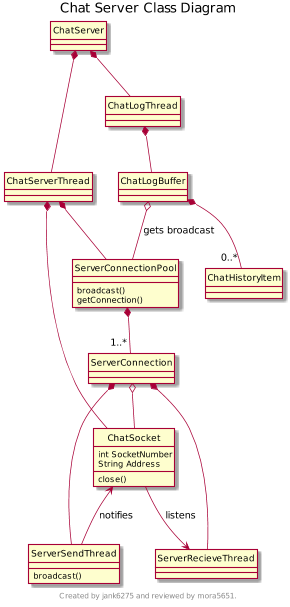 Chat Server Class Diagram
ChatServer
ChatLogThread
ChatServerThread
ChatLogBuffer
gets broadcast
0..*
ServerConnectionPool
broadcast()
getConnection()
ChatHistoryItem
1..*
ServerConnection
ChatSocket
int SocketNumber
String Address
close()
notifies
listens
ServerSendThread
broadcast()
ServerRecieveThread
Created by jank6275 and reviewed by mora5651.